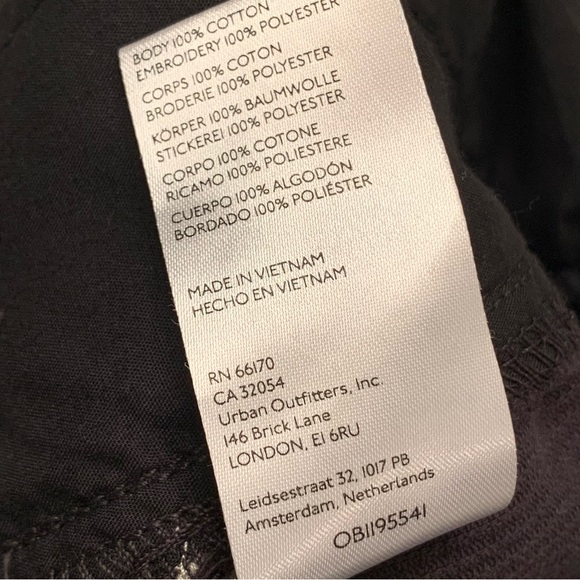 BODY 100% COTTON
EMBROIDERY 100% POLYESTER
CORPS 100% COTON
BRODERIE 100% POLYESTER
KÖRPER 100% BAUMWOLLE
STICKEREI 100% POLYESTER
CORPO 100% COTONE
RICAMO 100% POLIESTERE
CUERPO 100% ALGODÓN
BORDADO 100% POLIÉSTER
MADE IN VIETNAM
HECHO EN VIETNAM
RN 66170
CA 32054
Urban Outfitters, Inc.
146 Brick Lane
LONDON, E1 6RU
Leidsestraat 32, 1017 PB
Amsterdam, Netherlands
OB1195541